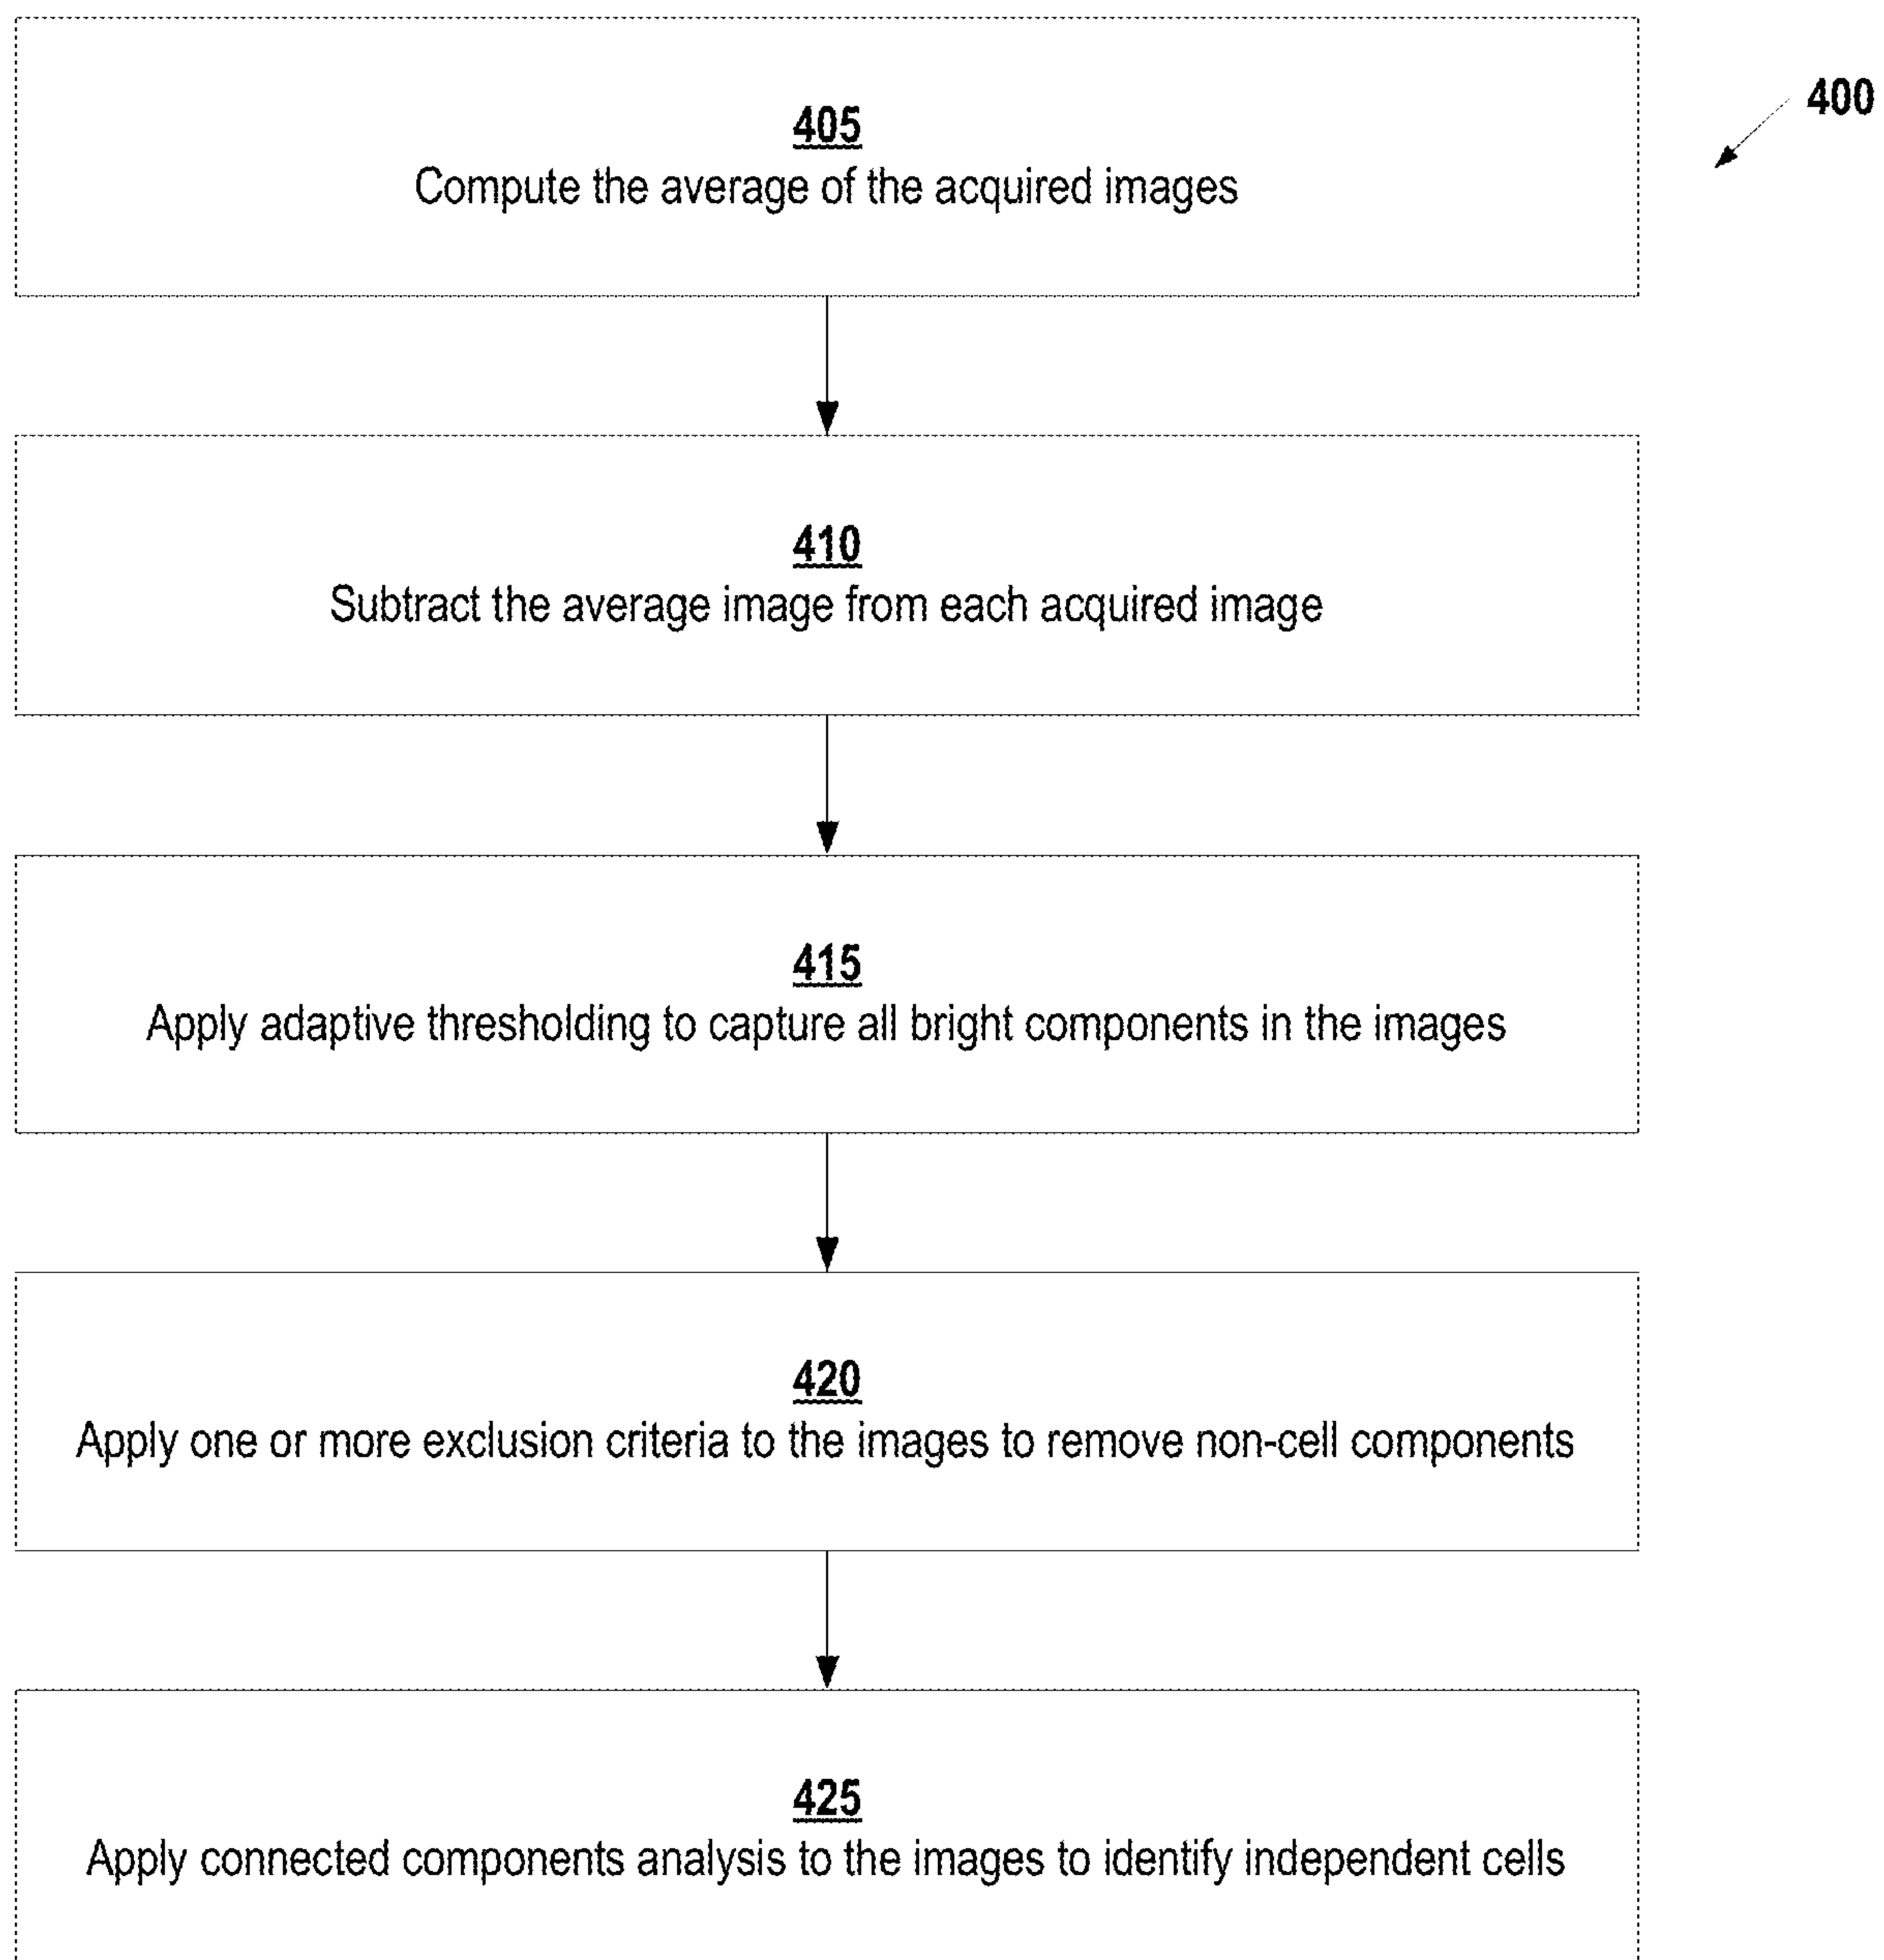 400
405
Compute the average of the acquired images
410
Subtract the average image from each acquired image
415
Apply adaptive thresholding to capture all bright components in the images
420
Apply one or more exclusion criteria to the images to remove non-cell components
425
Apply connected components analysis to the images to identify independent cells